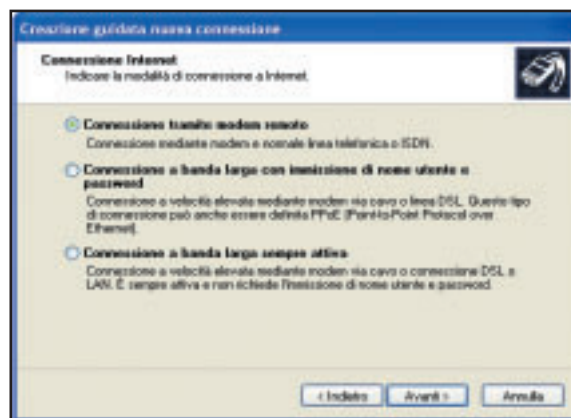 Creazione guidata nuova connessione
Connessione Internet
Indicare la modalità di connessione a Internet.
Connessione tramite modem remoto
Connessione mediante modem e normale linea telefonica o ISDN.
Connessione a banda larga con immissione di nome utente e
password
Connessione a velocità elevata mediante modem via cavo o linea DSL. Questo tipo
di connessione può anche essere definita PPPoE (Point-to-Point Protocol over
Ethernet).
Connessione a banda larga sempre attiva
Connessione a velocità elevata mediante modem via cavo o connessione DSL o
LAN. È sempre attiva e non richiede l'immissione di nome utente e password.
< Indietro
Avanti >
Annulla